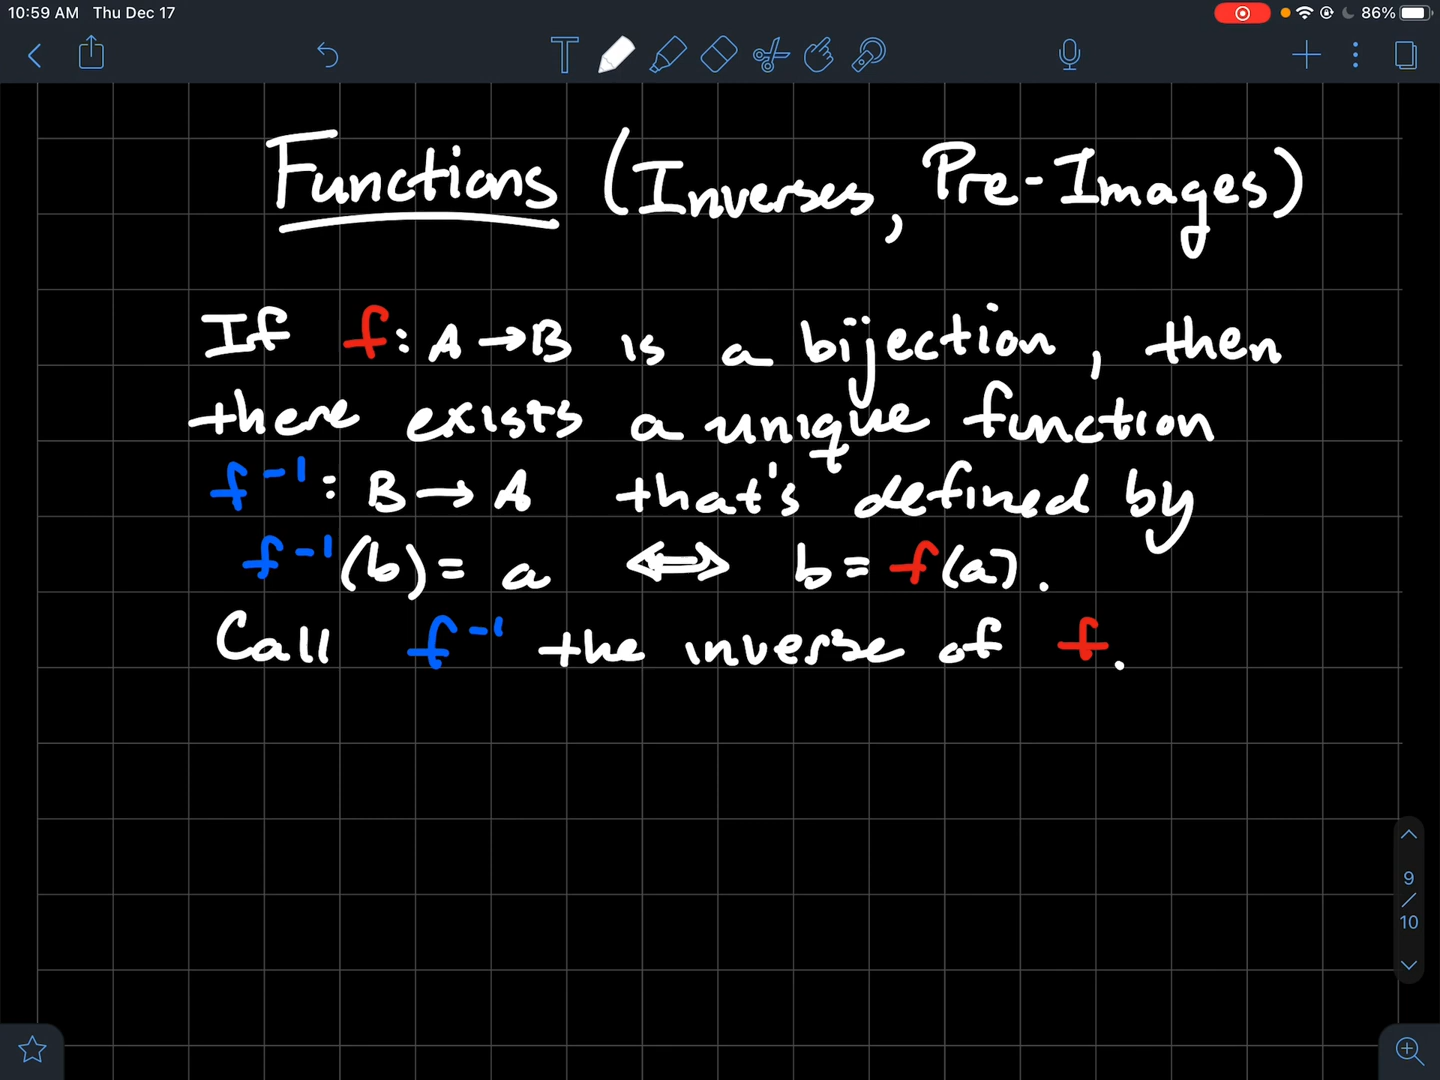 10:59 AM Thu Dec 17
86%
T
Functions (Inverses, Pre-Images)
If f: A → B is a bijection, then
there exists a unique function
f⁻¹: B → A that's defined by
f⁻¹(b) = a ⟺ b = f(a).
Call f⁻¹ the inverse of f.
9
/
10